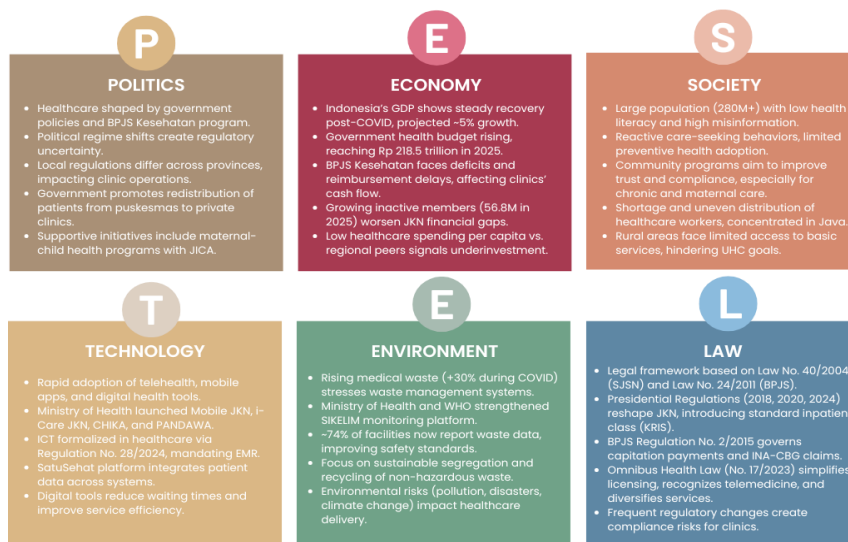 P
POLITICS
• Healthcare shaped by government
policies and BPJS Kesehatan program.
• Political regime shifts create regulatory
uncertainty.
• Local regulations differ across provinces,
impacting clinic operations.
• Government promotes redistribution of
patients from puskesmas to private
clinics.
• Supportive initiatives include maternal-
child health programs with JICA.
E
ECONOMY
• Indonesia's GDP shows steady recovery
post-COVID, projected ~5% growth.
• Government health budget rising,
reaching Rp 218.5 trillion in 2025.
• BPJS Kesehatan faces deficits and
reimbursement delays, affecting clinics'
cash flow.
• Growing inactive members (56.8M in
2025) worsen JKN financial gaps.
• Low healthcare spending per capita vs.
regional peers signals underinvestment.
S
SOCIETY
• Large population (280M+) with low health
literacy and high misinformation.
• Reactive care-seeking behaviors, limited
preventive health adoption.
• Community programs aim to improve
trust and compliance, especially for
chronic and maternal care.
• Shortage and uneven distribution of
healthcare workers, concentrated in Java.
• Rural areas face limited access to basic
services, hindering UHC goals.
T
TECHNOLOGY
• Rapid adoption of telehealth, mobile
apps, and digital health tools.
• Ministry of Health launched Mobile JKN, i-
Care JKN, CHIKA, and PANDAWA.
• ICT formalized in healthcare via
Regulation No. 28/2024, mandating EMR.
• SatuSehat platform integrates patient
data across systems.
• Digital tools reduce waiting times and
improve service efficiency.
E
ENVIRONMENT
• Rising medical waste (+30% during COVID)
stresses waste management systems.
• Ministry of Health and WHO strengthened
SIKELIM monitoring platform.
• ~74% of facilities now report waste data,
improving safety standards.
• Focus on sustainable segregation and
recycling of non-hazardous waste.
• Environmental risks (pollution, disasters,
climate change) impact healthcare
delivery.
L
LAW
• Legal framework based on Law No. 40/2004
(SJSN) and Law No. 24/2011 (BPJS).
• Presidential Regulations (2018, 2020, 2024)
reshape JKN, introducing standard inpatient
class (KRIS).
• BPJS Regulation No. 2/2015 governs
capitation payments and INA-CBG claims.
• Omnibus Health Law (No. 17/2023) simplifies
licensing, recognizes telemedicine, and
diversifies services.
• Frequent regulatory changes create
compliance risks for clinics.